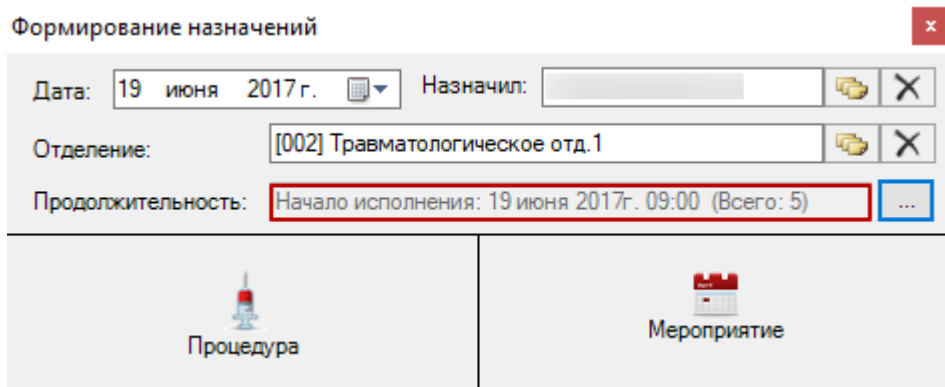 Формирование назначений
Дата: 19 июня 2017 г. Назначил:
Отделение: [002] Травматологическое отд.1
Продолжительность: Начало исполнения: 19 июня 2017г. 09:00 (Всего: 5) ...
Процедура Мероприятие